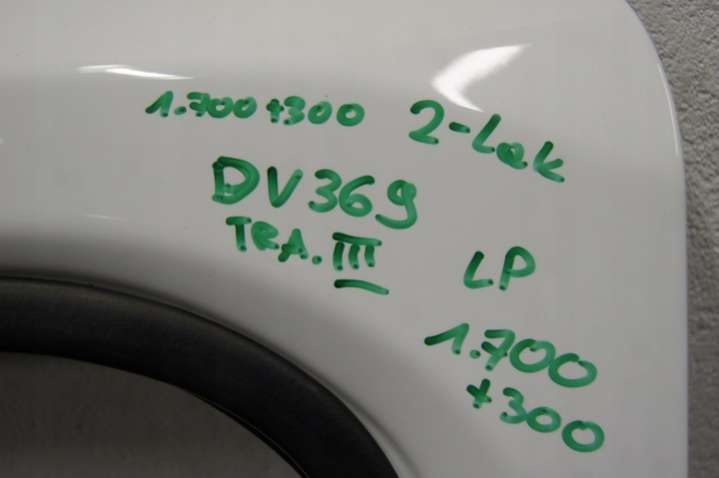 1.700+300 2-Lak
DV369
TRA. III
LP
1.700
+300